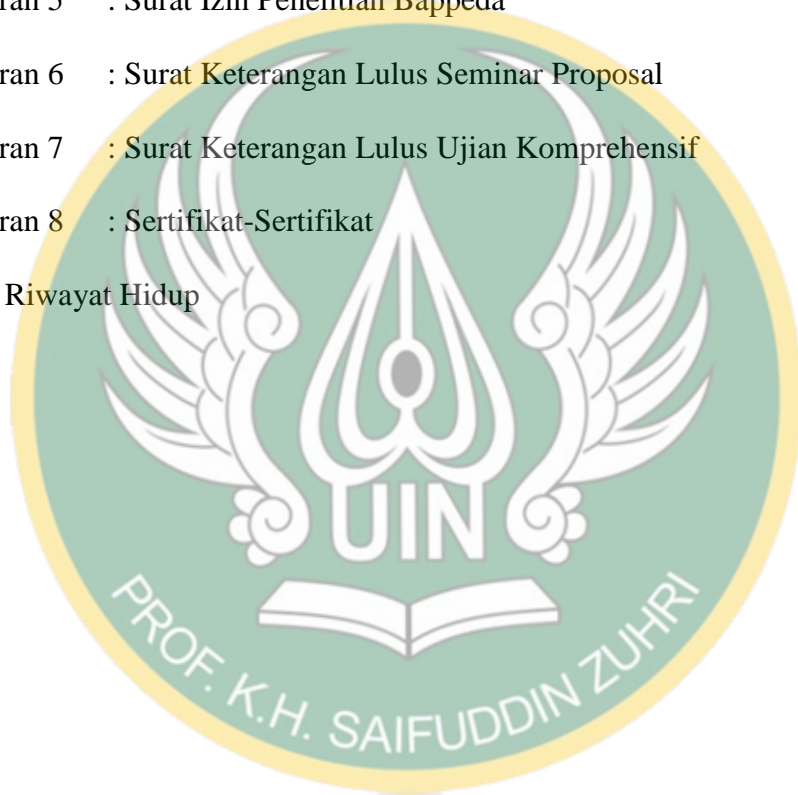 ran 5 : Surat Izin Penelitian Bappeda
ran 6 : Surat Keterangan Lulus Seminar Proposal
ran 7 : Surat Keterangan Lulus Ujian Komprehensif
ran 8 : Sertifikat-Sertifikat
Riwayat Hidup
UIN
PROF. K.H. SAIFUDDIN ZUHRI